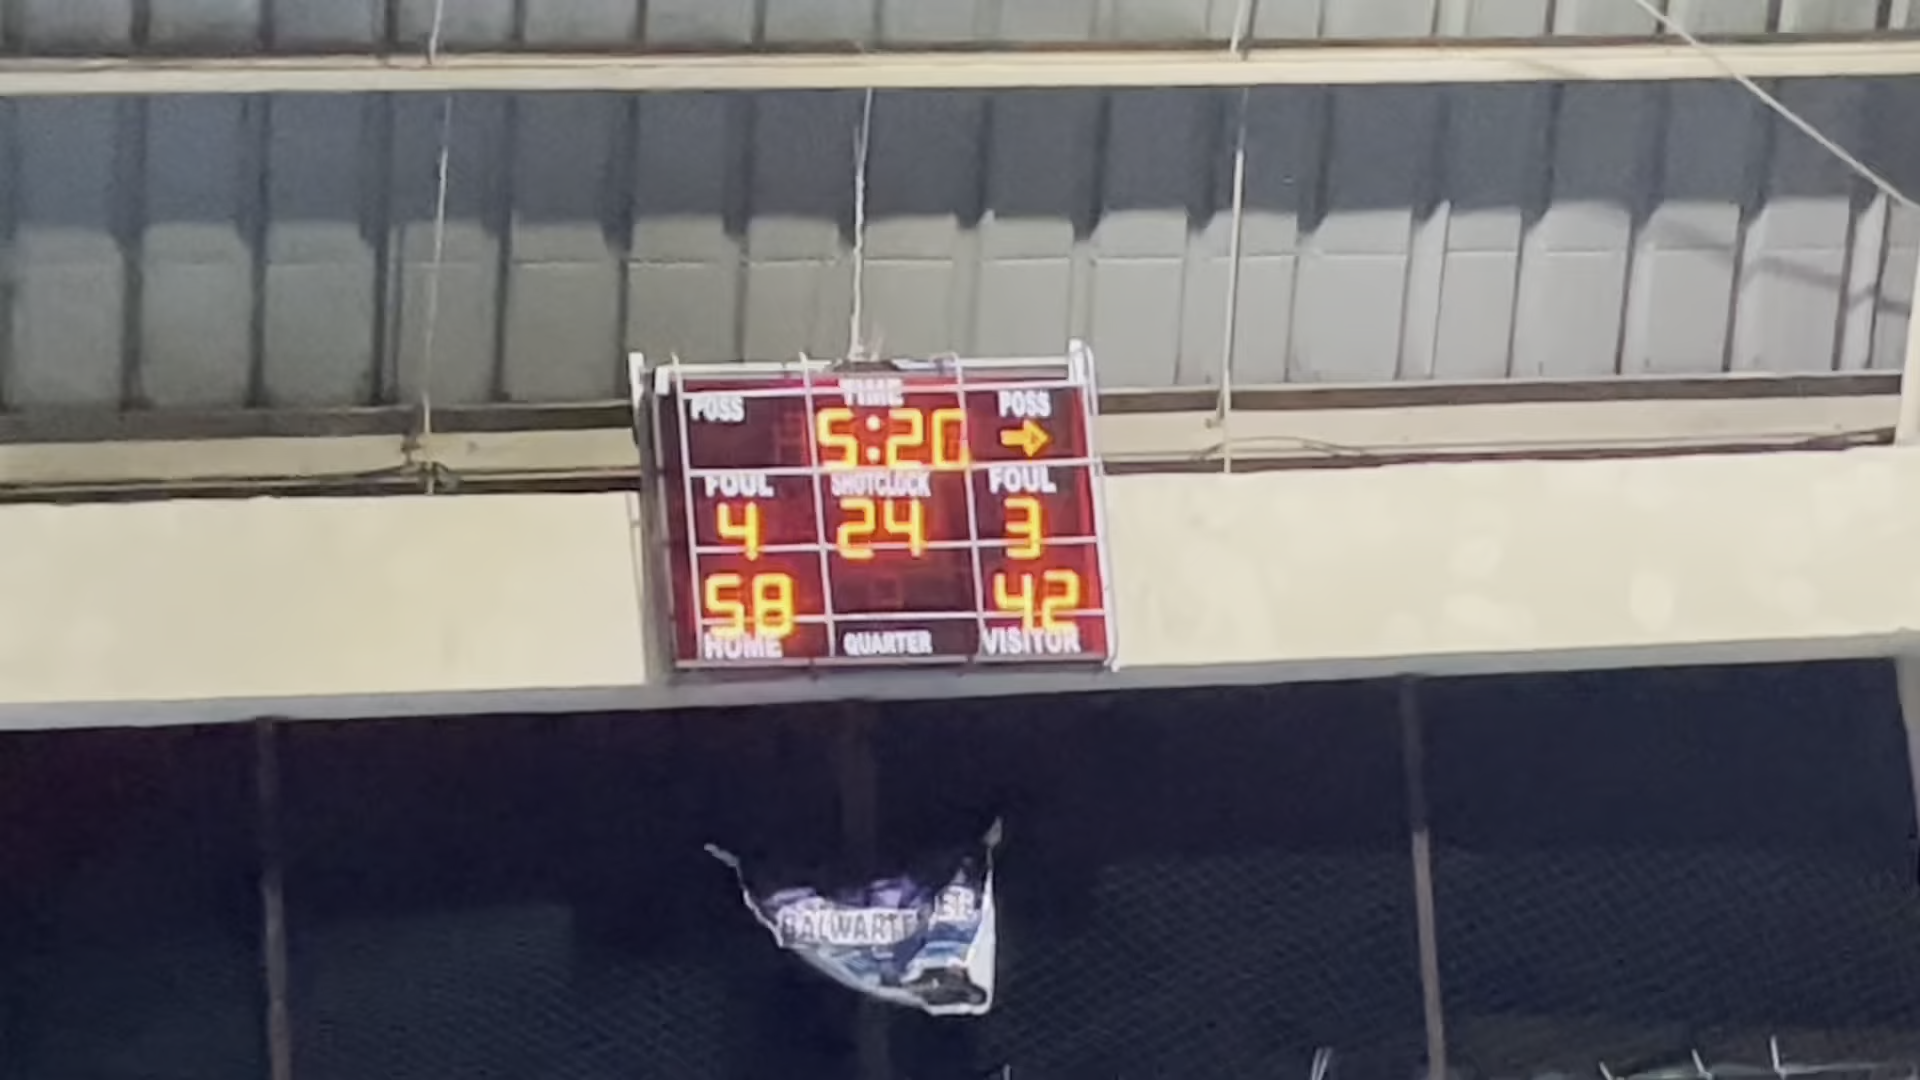 TIME
POSS 5:20 POSS
FOUL SHOTCLOCK FOUL
4 24 3
58 42
HOME QUARTER VISITOR